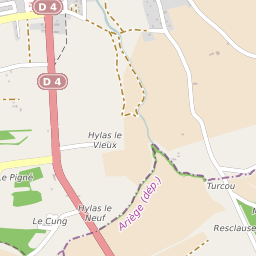 D 4
D 4
Hylas le
Vieux
Le Pigné
Turcou
Ariège (dép.)
Hylas le
Neuf
Le Cung
Resclause